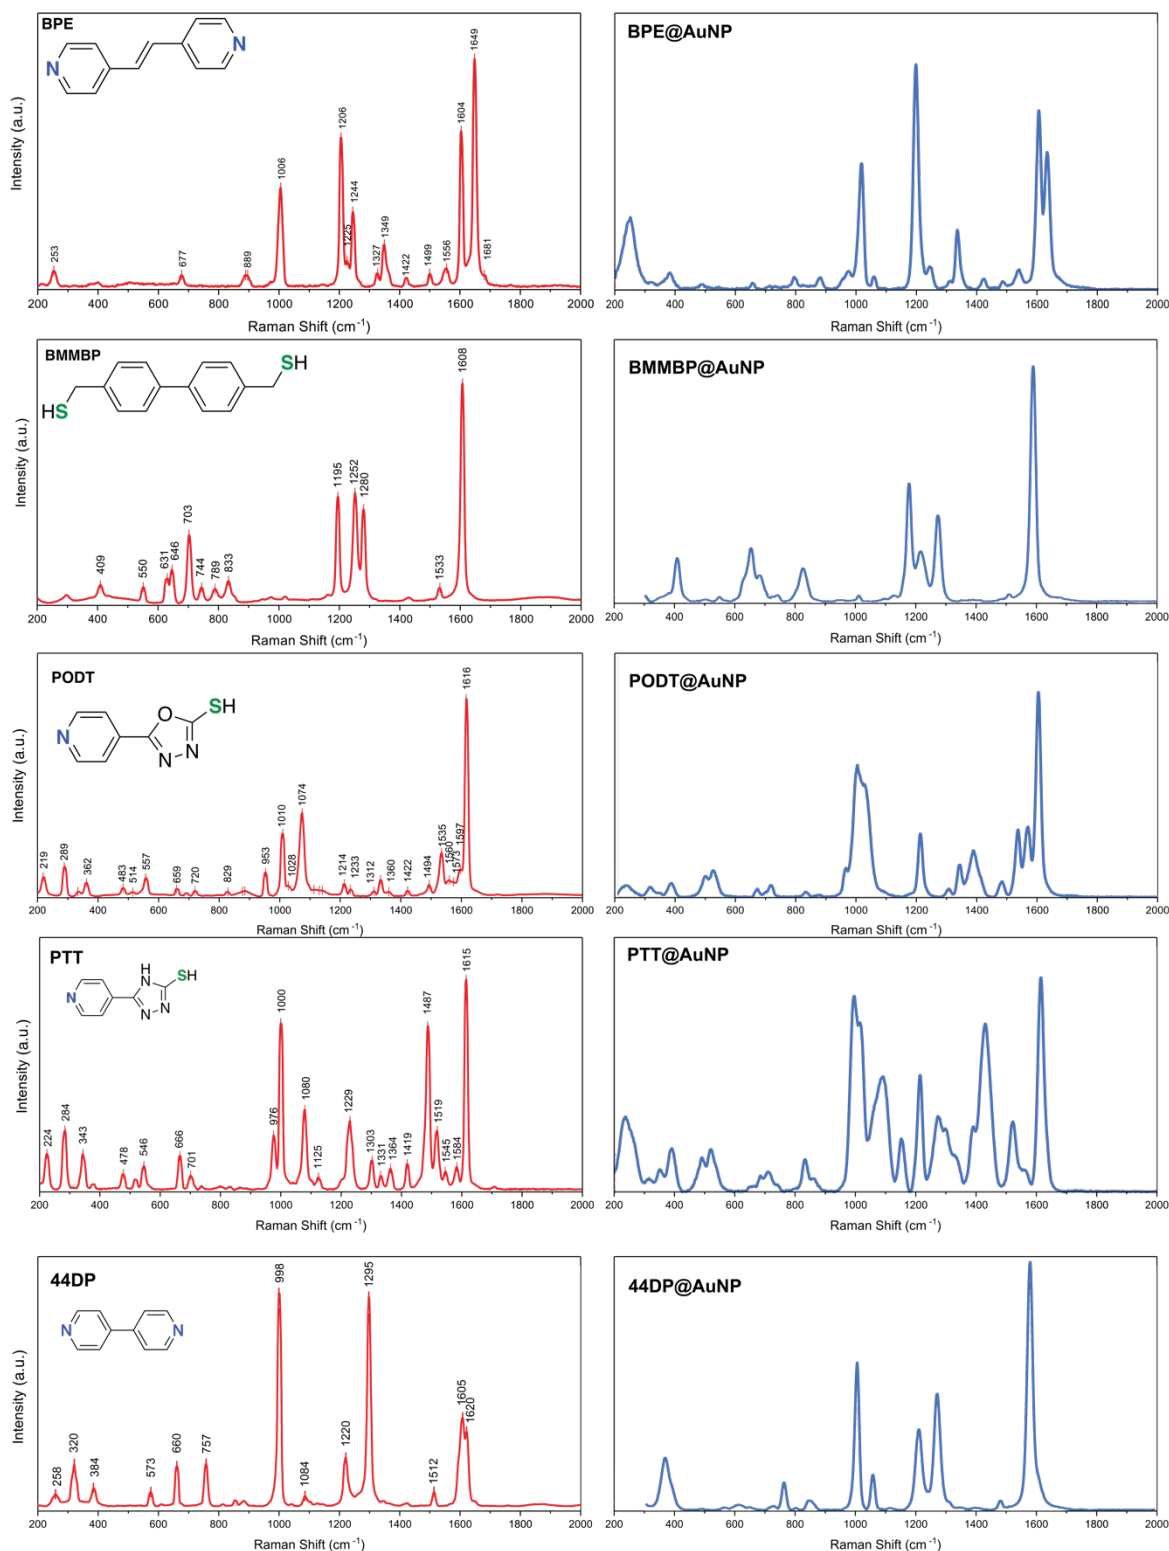 BPE
N
N
253
677
889
1006
1206
1225
1244
1327
1349
1422
1499
1556
1604
1649
1681
Intensity (a.u.)
200 400 600 800 1000 1200 1400 1600 1800 2000
Raman Shift (cm-1)
BPE@AuNP
200 400 600 800 1000 1200 1400 1600 1800 2000
Raman Shift (cm-1)
BMMBP
SH
HS
409
550
631
646
703
744
789
833
1195
1252
1280
1533
1608
Intensity (a.u.)
200 400 600 800 1000 1200 1400 1600 1800 2000
Raman Shift (cm-1)
BMMBP@AuNP
200 400 600 800 1000 1200 1400 1600 1800 2000
Raman Shift (cm-1)
PODT
SH
O
N
N
N
219
289
362
483
514
557
659
720
829
953
1010
1028
1074
1214
1233
1312
1360
1422
1494
1535
1560
1573
1597
1616
Intensity (a.u.)
200 400 600 800 1000 1200 1400 1600 1800 2000
Raman Shift (cm-1)
PODT@AuNP
200 400 600 800 1000 1200 1400 1600 1800 2000
Raman Shift (cm-1)
PTT
H
N
SH
N
N
N
224
284
343
478
546
666
701
976
1000
1080
1125
1229
1303
1331
1364
1419
1487
1519
1545
1584
1615
Intensity (a.u.)
200 400 600 800 1000 1200 1400 1600 1800 2000
Raman Shift (cm-1)
PTT@AuNP
200 400 600 800 1000 1200 1400 1600 1800 2000
Raman Shift (cm-1)
44DP
N
N
258
320
384
573
660
757
998
1084
1220
1295
1512
1605
1620
Intensity (a.u.)
200 400 600 800 1000 1200 1400 1600 1800 2000
Raman Shift (cm-1)
44DP@AuNP
200 400 600 800 1000 1200 1400 1600 1800 2000
Raman Shift (cm-1)